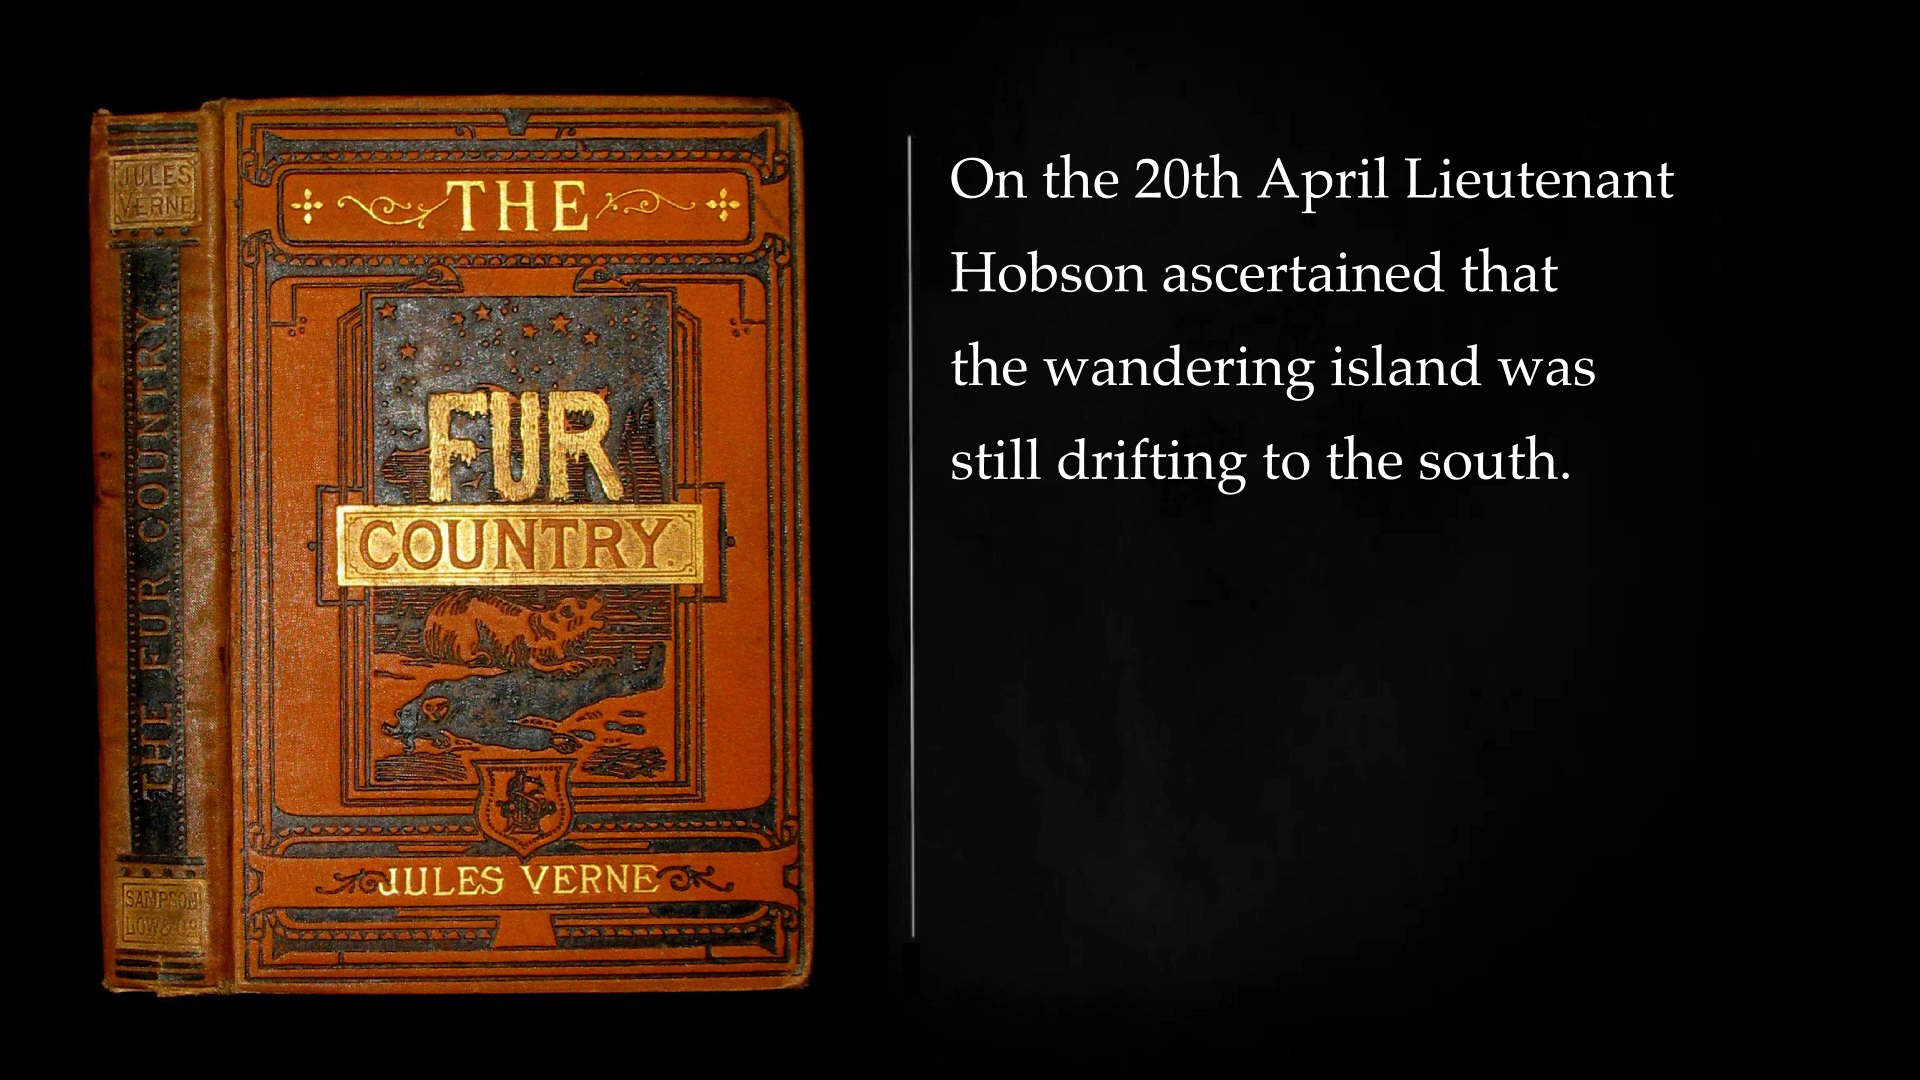 JULES
VERNE
THE FUR COUNTRY.
SAMPSON
LOW & Co
THE
FUR
COUNTRY.
JULES VERNE
On the 20th April Lieutenant
Hobson ascertained that
the wandering island was
still drifting to the south.